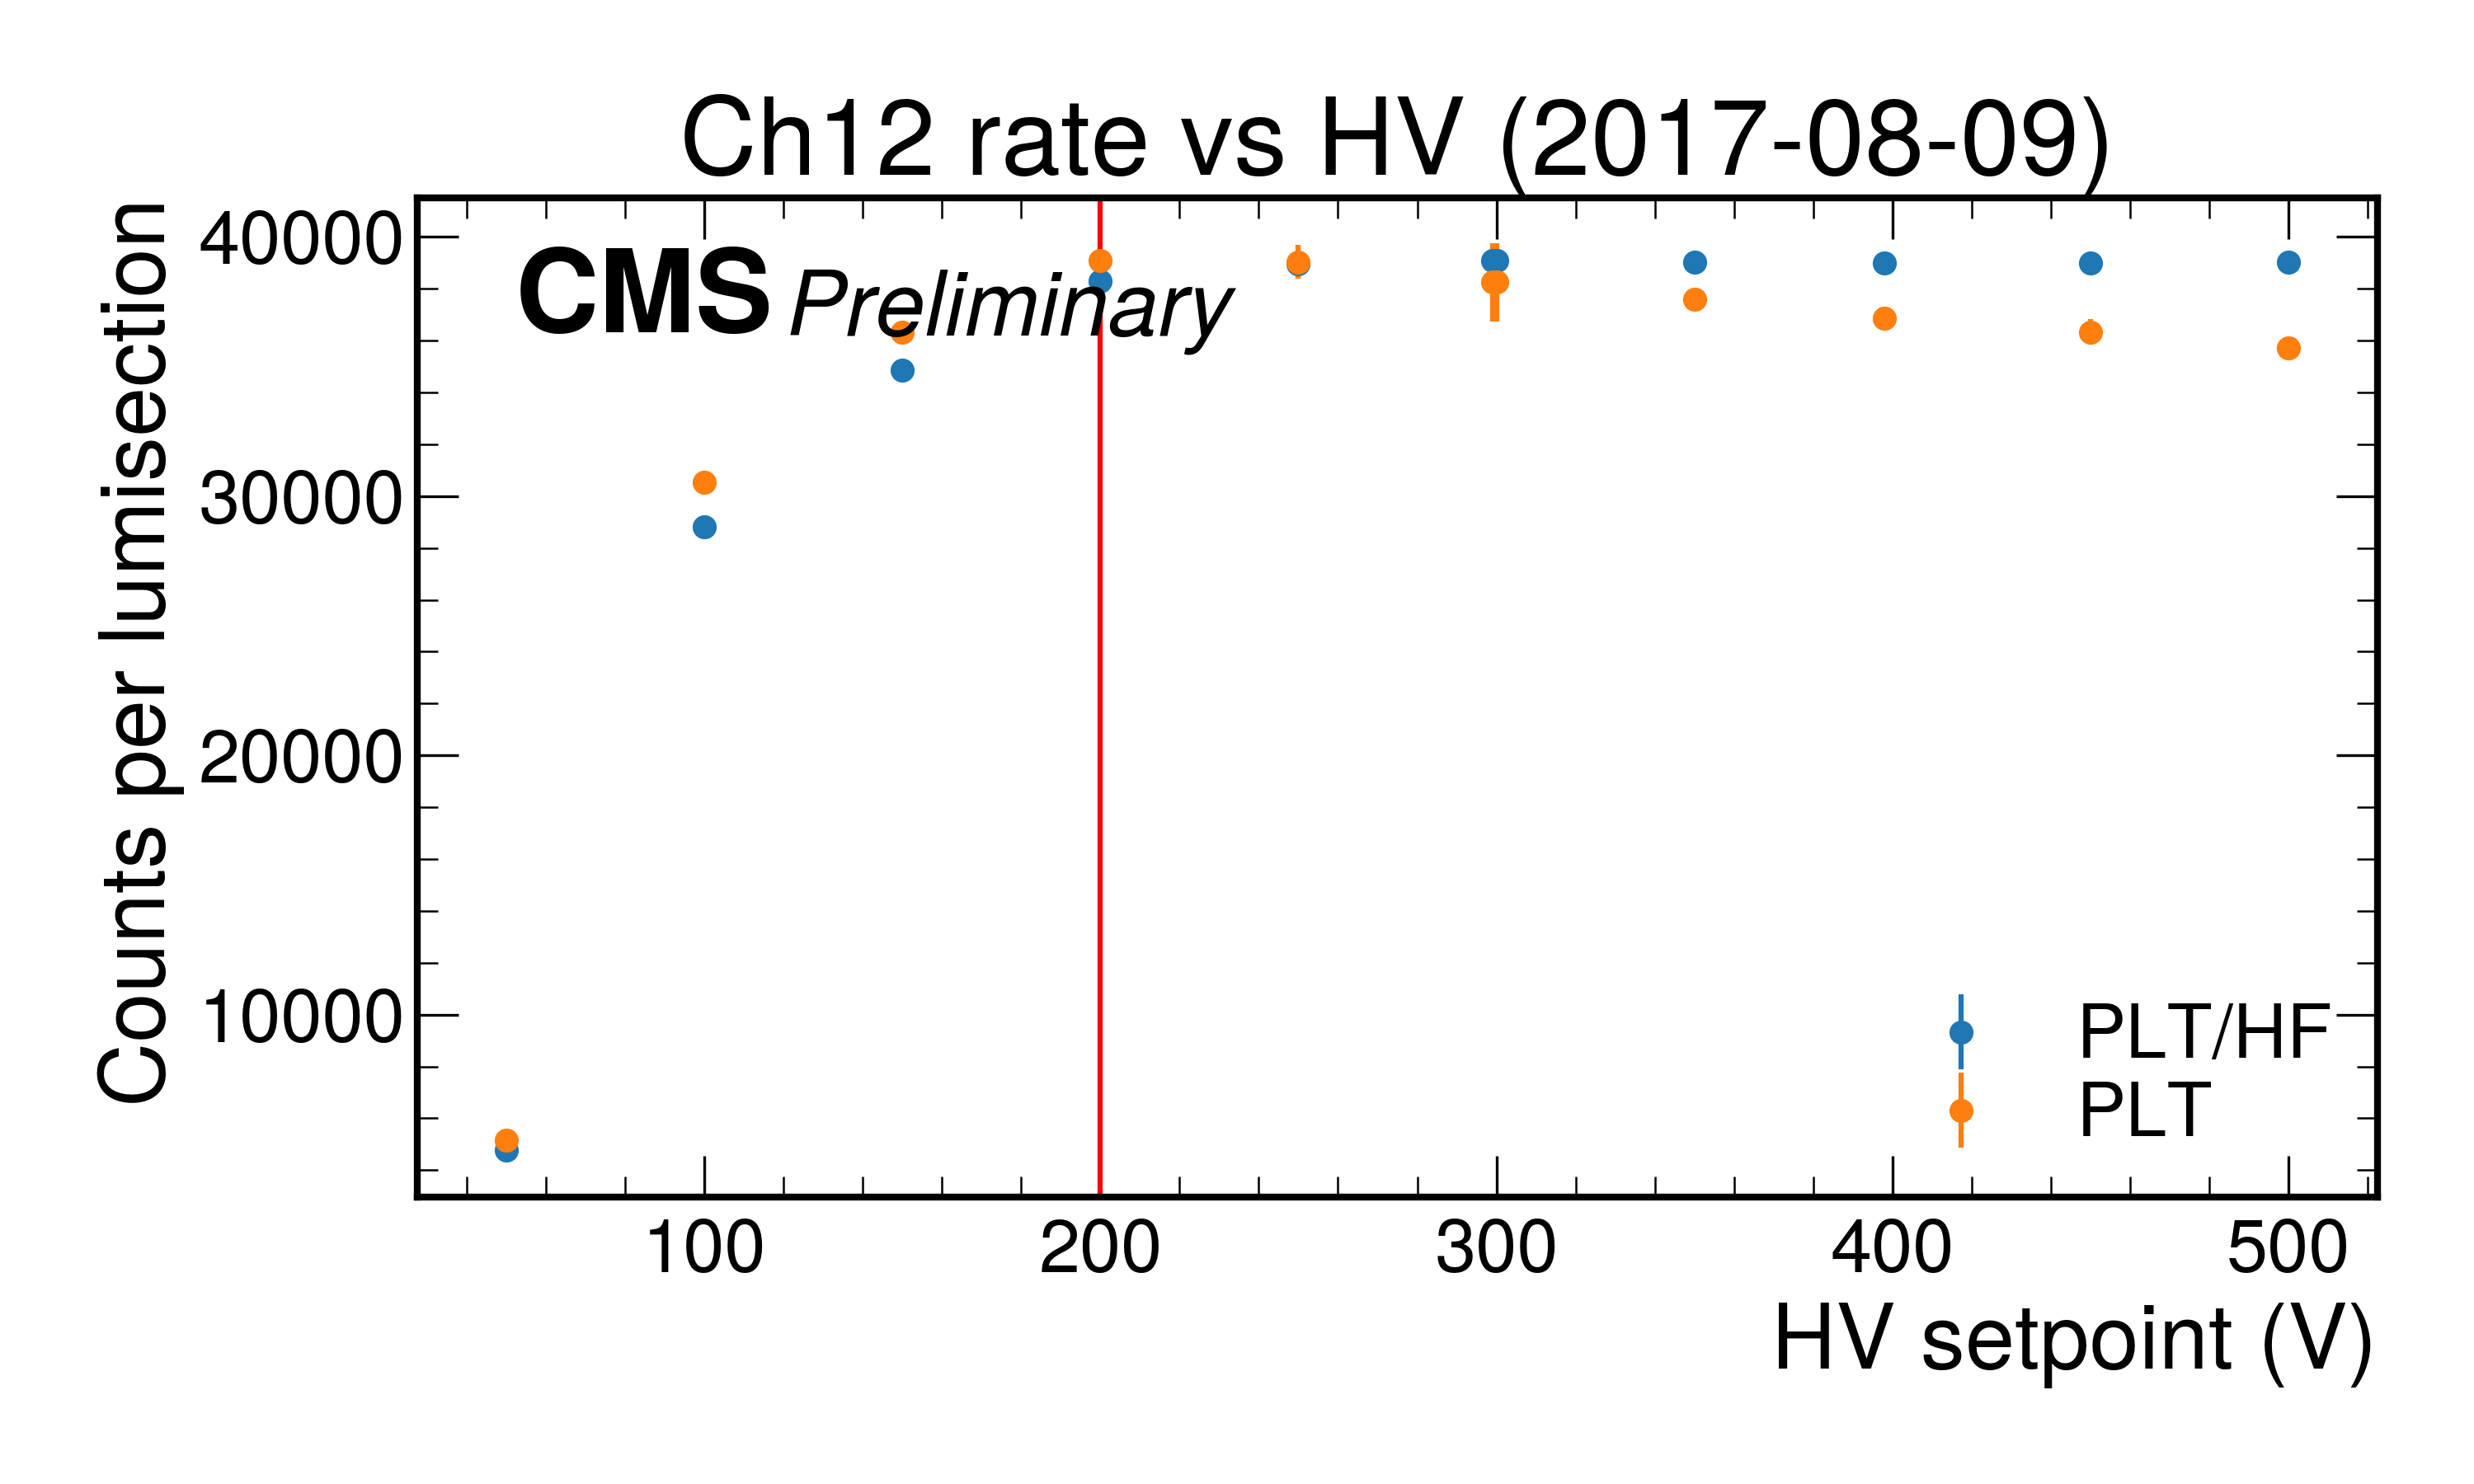 Ch12 rate vs HV (2017-08-09)
CMS Preliminary
Counts per lumisection
40000
30000
20000
10000
PLT/HF
PLT
100 200 300 400 500
HV setpoint (V)